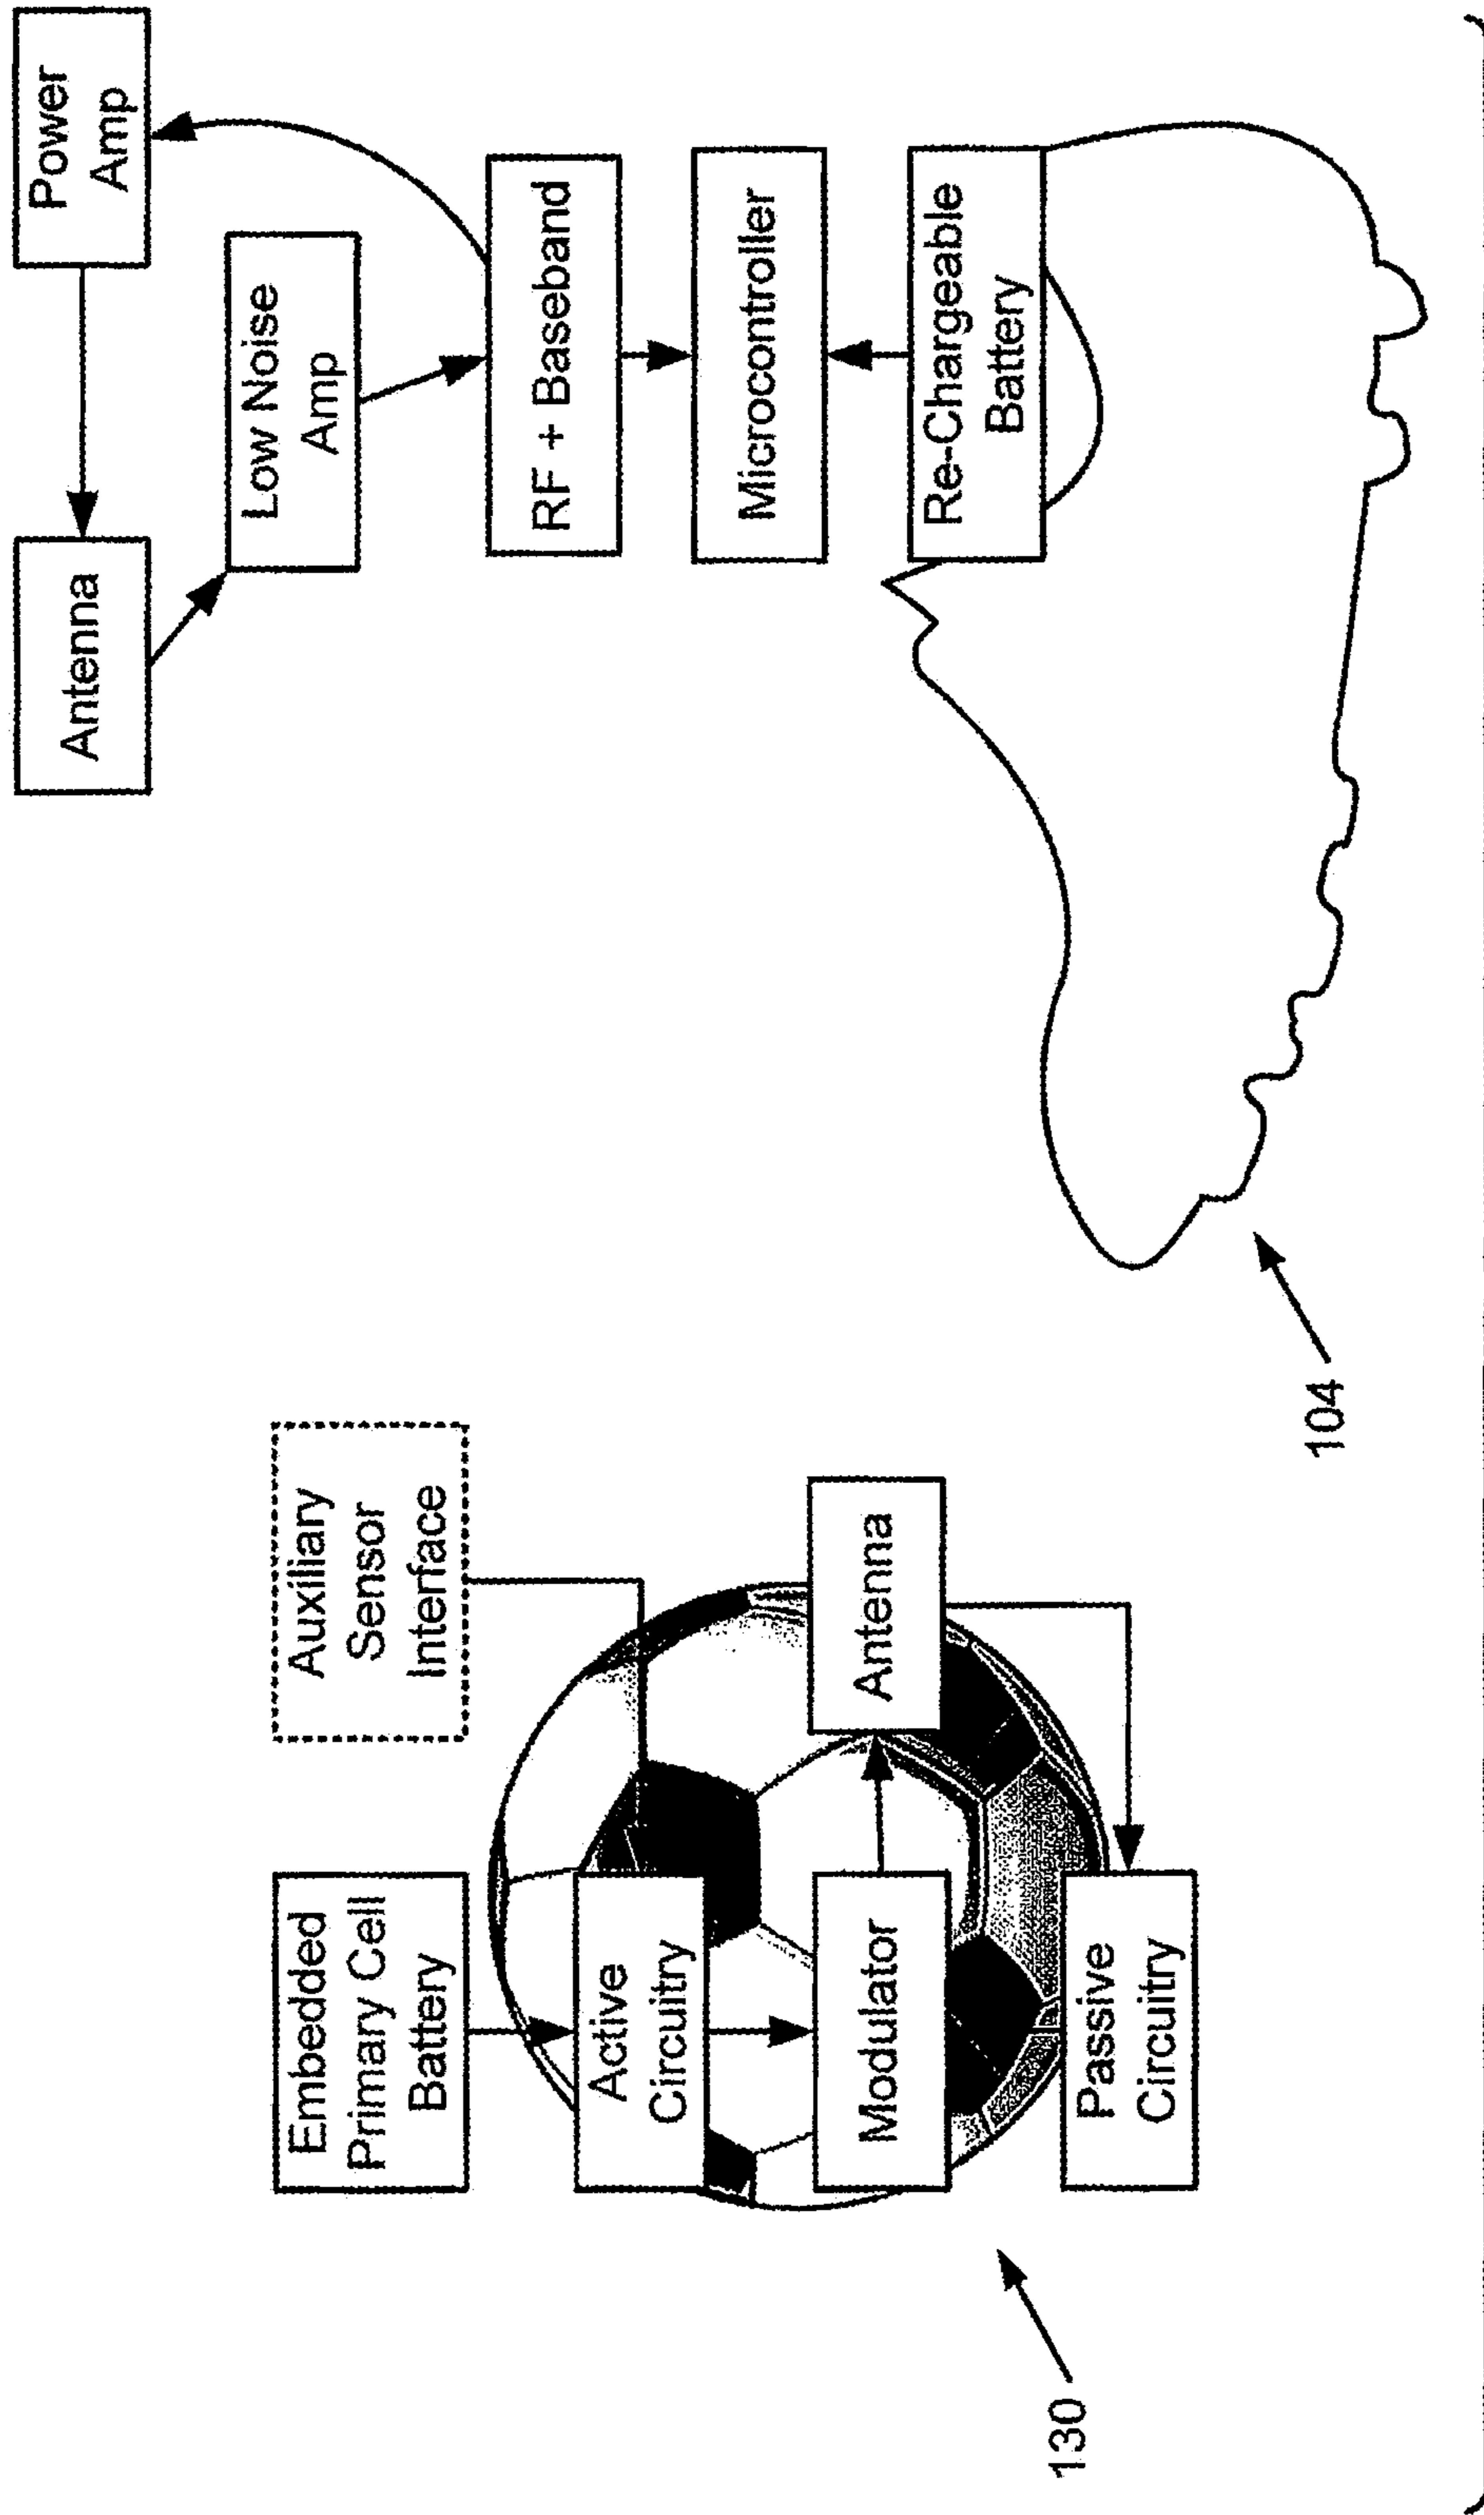 Embedded
Primary Cell
Battery
Auxiliary
Sensor
Interface
Active
Circuitry
Modulator
Antenna
Passive
Circuitry
130
Antenna
Power
Amp
Low Noise
Amp
RF + Baseband
Microcontroller
Re-Chargeable
Battery
104